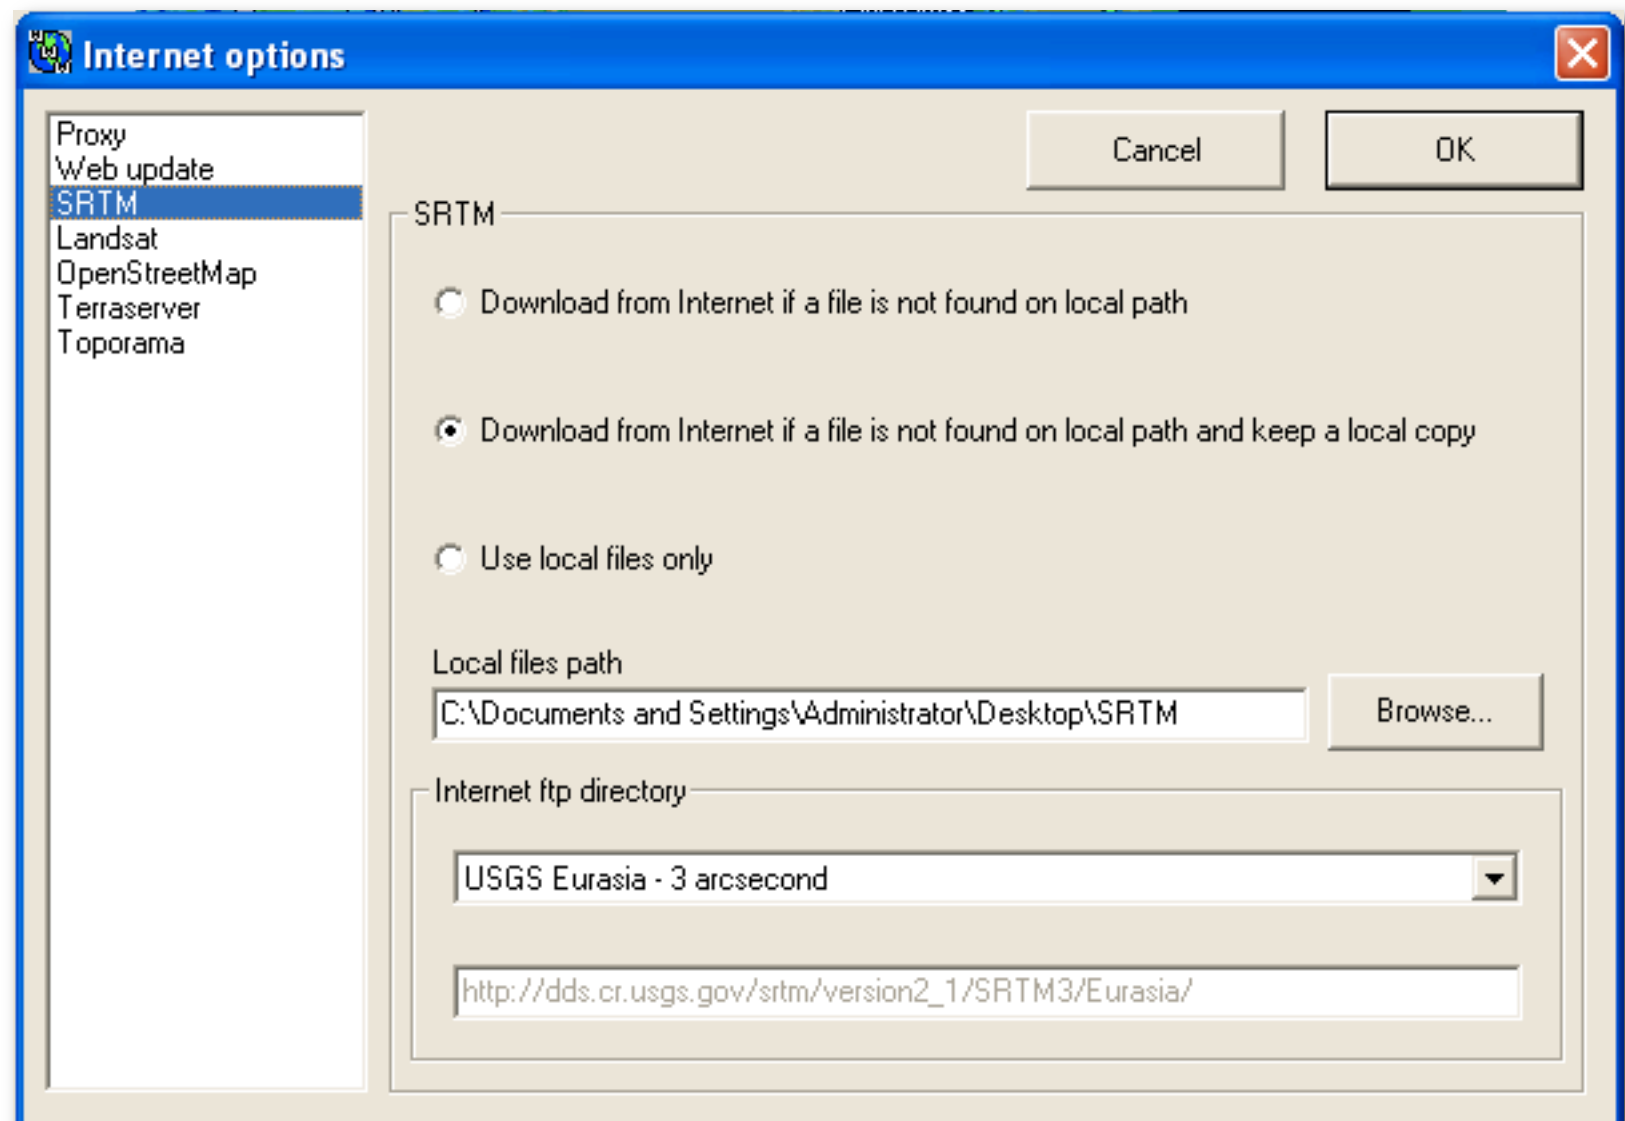 Internet options
Proxy
Web update
SRTM
Landsat
OpenStreetMap
Terraserver
Toporama
Cancel
OK
SRTM
Download from Internet if a file is not found on local path
Download from Internet if a file is not found on local path and keep a local copy
Use local files only
Local files path
C:\Documents and Settings\Administrator\Desktop\SRTM
Browse...
Internet ftp directory
USGS Eurasia - 3 arcsecond
http://dds.cr.usgs.gov/srtm/version2_1/SRTM3/Eurasia/